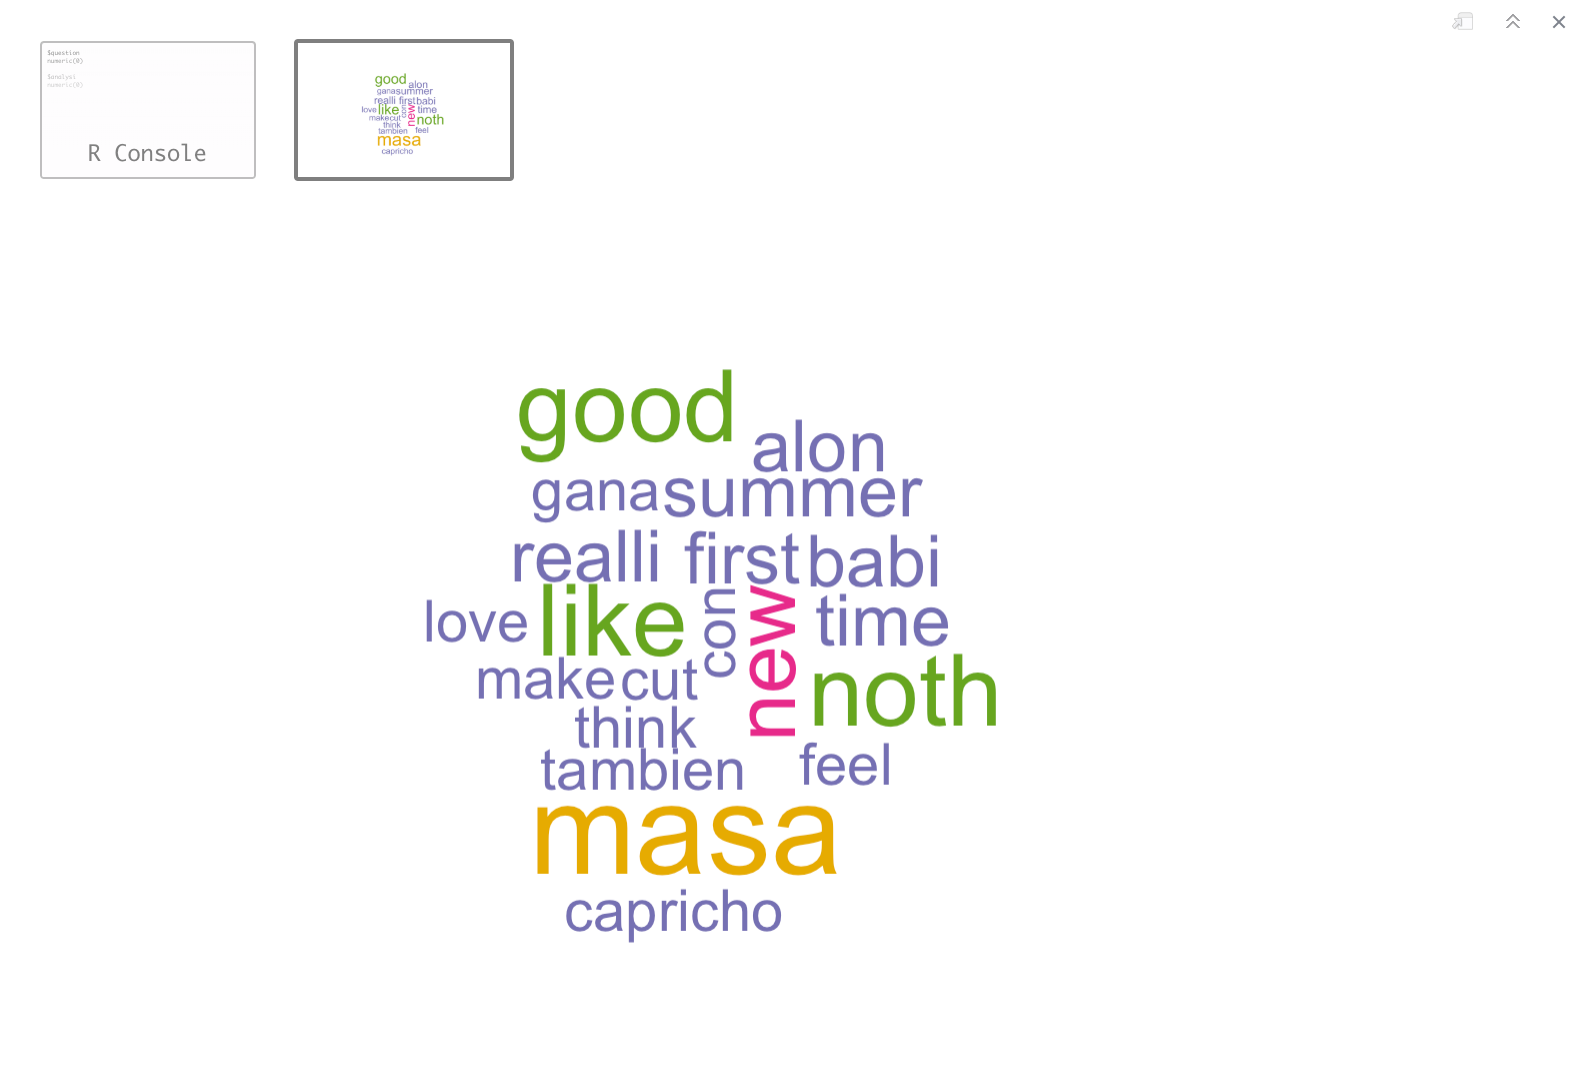 $question
numeric(0)
$analyst
numeric(0)
R Console
good
alon
gana summer
realli first babi
love like con new time
make cut noth
think
tambien feel
masa
capricho
good
alon
gana summer
realli first babi
love like con new time
make cut noth
think
tambien feel
masa
capricho